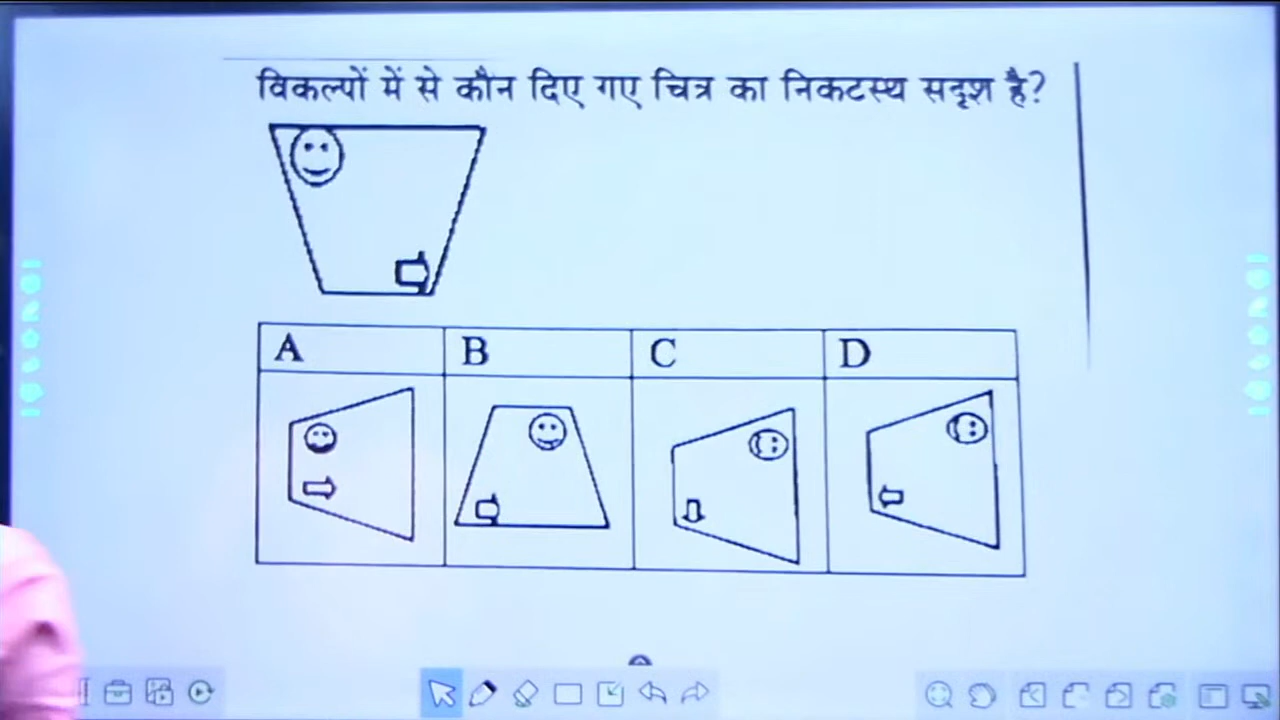 विकल्पों में से कौन दिए गए चित्र का निकटस्थ सदृश है?
A B C D